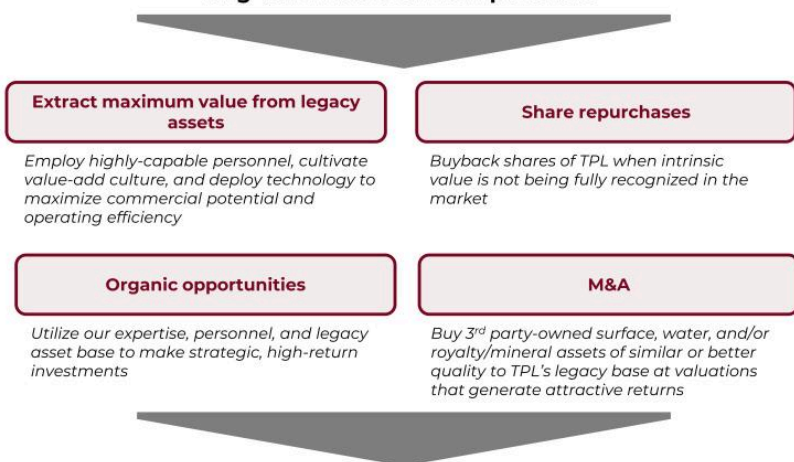 Extract maximum value from legacy
assets
Employ highly-capable personnel, cultivate
value-add culture, and deploy technology to
maximize commercial potential and
operating efficiency
Share repurchases
Buyback shares of TPL when intrinsic
value is not being fully recognized in the
market
Organic opportunities
Utilize our expertise, personnel, and legacy
asset base to make strategic, high-return
investments
M&A
Buy 3rd party-owned surface, water, and/or
royalty/mineral assets of similar or better
quality to TPL's legacy base at valuations
that generate attractive returns